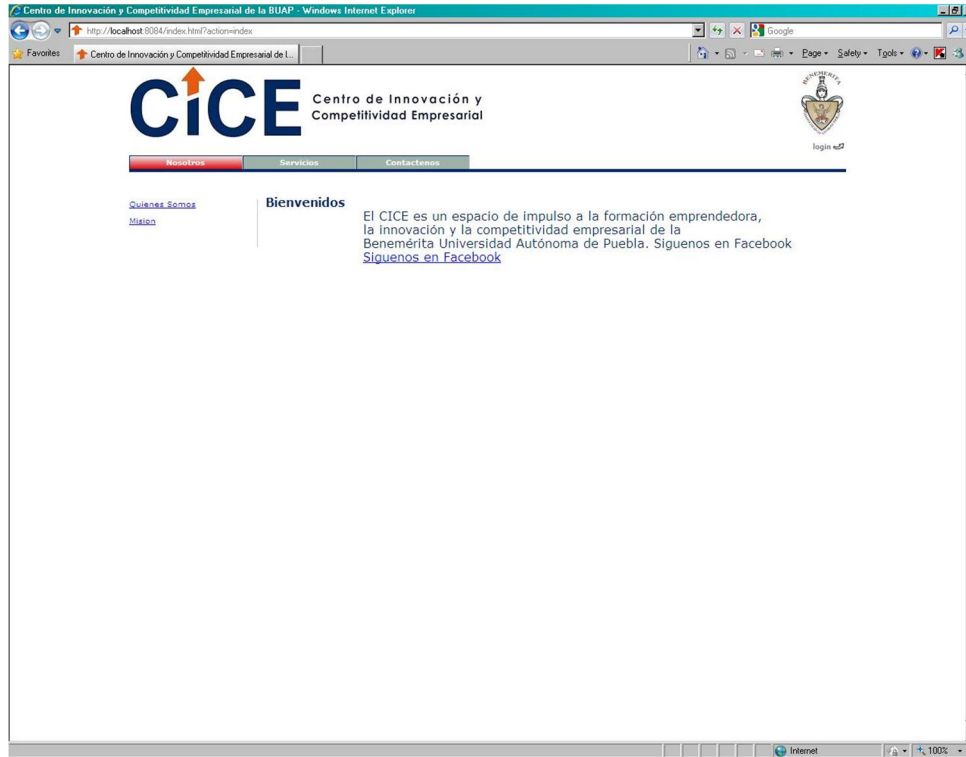 Centro de Innovación y Competitividad Empresarial de la BUAP - Windows Internet Explorer
http://localhost:8084/index.html?action=index
Google
Favorites
Centro de Innovación y Competitividad Empresarial de l...
Page
Safety
Tools
CiCE
Centro de Innovación y
Competitividad Empresarial
BENEMERITA
login
Nosotros
Servicios
Contactenos
Quienes Somos
Mision
Bienvenidos
El CICE es un espacio de impulso a la formación emprendedora,
la innovación y la competitividad empresarial de la
Benemérita Universidad Autónoma de Puebla. Siguenos en Facebook
Siguenos en Facebook
Internet
100%